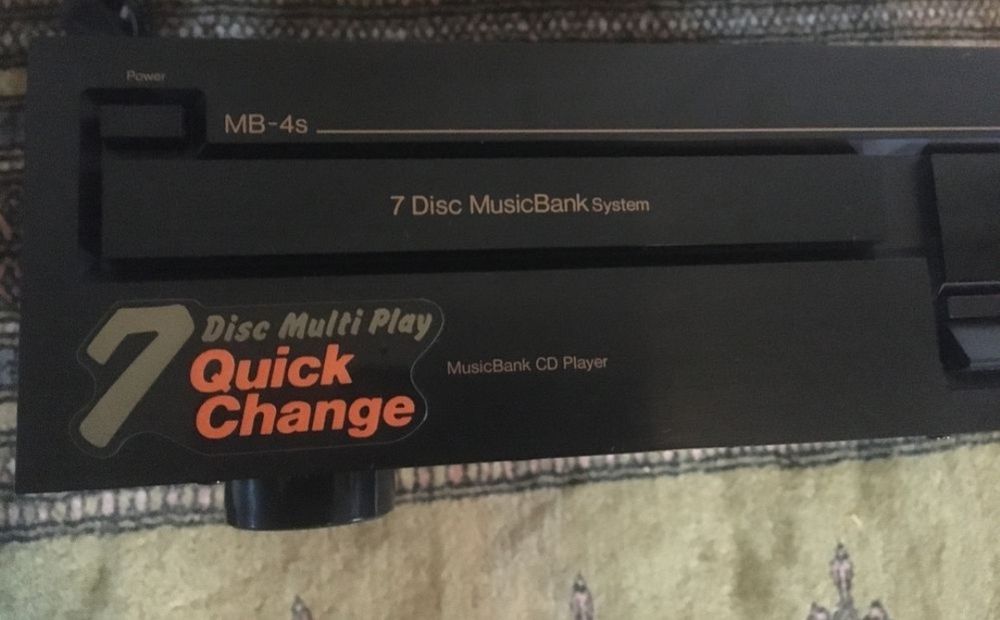 Power
MB-4s
7 Disc MusicBank System
7 Disc Multi Play
Quick
Change
MusicBank CD Player